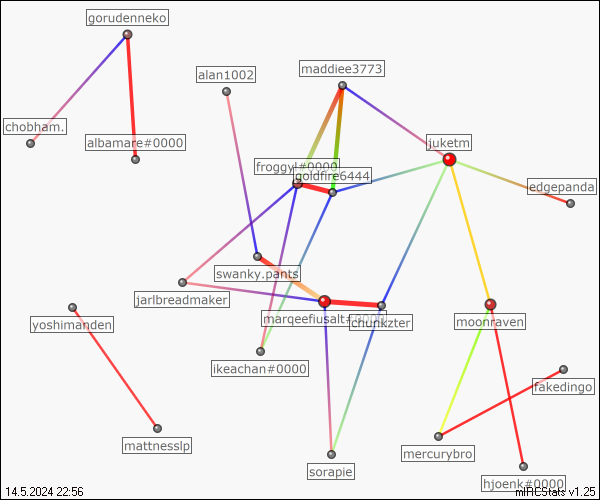 gorudenneko
maddiee3773
alan1002
chobham.
albamare#0000
juketm
froggyl#0000
goldfire6444
edgepanda
swanky.pants
jarlbreadmaker
marqeefiusalt#0000
chunkzter
moonraven
yoshimanden
ikeachan#0000
fakedingo
mattnesslp
mercurybro
sorapie
hjoenk#0000
14.5.2024 22:56
mIRCStats v1.25